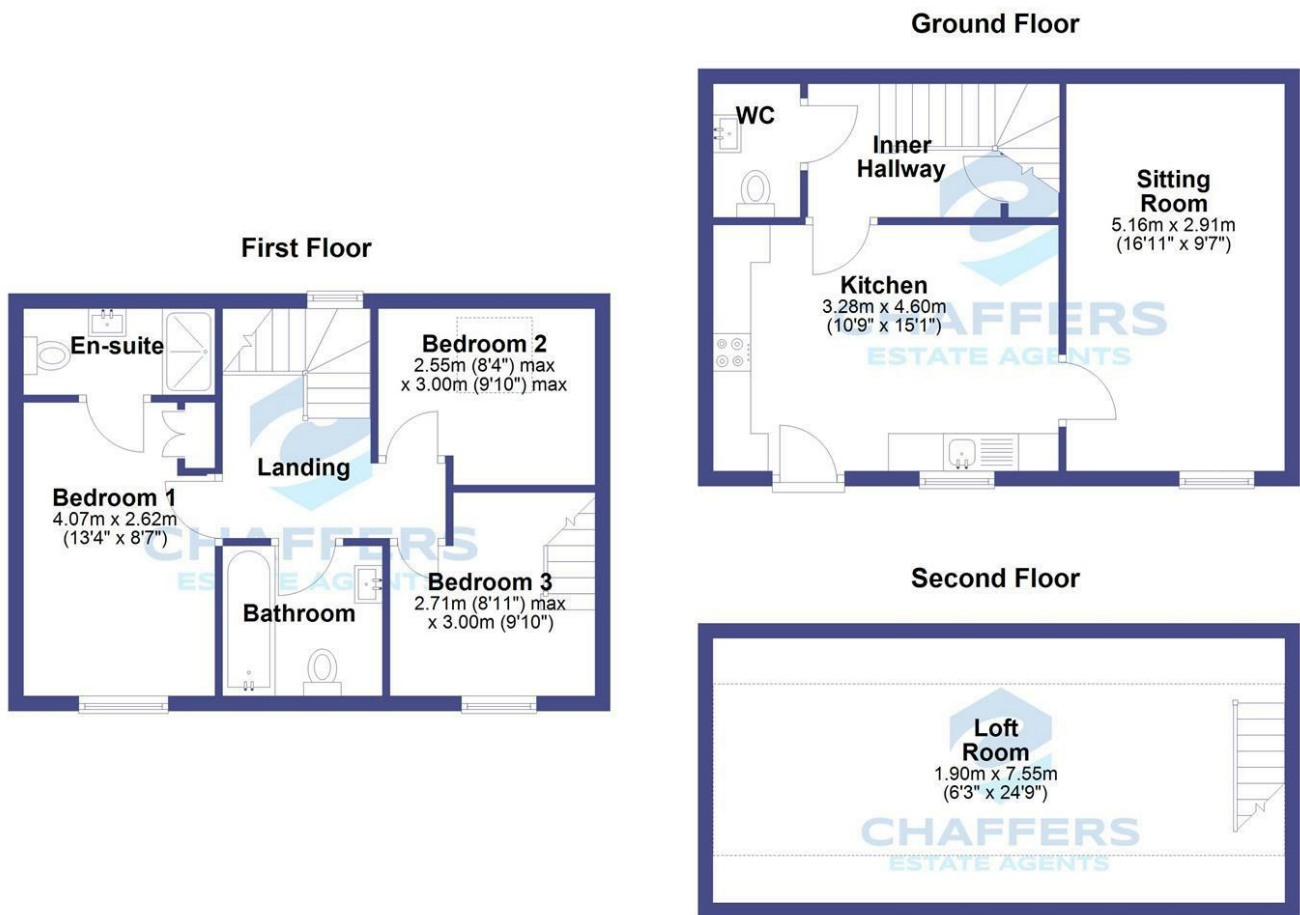 Ground Floor
WC
Inner
Hallway
Sitting
Room
5.16m x 2.91m
(16'11" x 9'7")
Kitchen
3.28m x 4.60m
(10'9" x 15'1")
CHAFFERS
ESTATE AGENTS
First Floor
En-suite
Bedroom 2
2.55m (8'4") max
x 3.00m (9'10") max
Landing
Bedroom 1
4.07m x 2.62m
(13'4" x 8'7")
CHAFFERS
ESTATE AGENTS
Bathroom
Bedroom 3
2.71m (8'11") max
x 3.00m (9'10")
Second Floor
Loft
Room
1.90m x 7.55m
(6'3" x 24'9")
CHAFFERS
ESTATE AGENTS